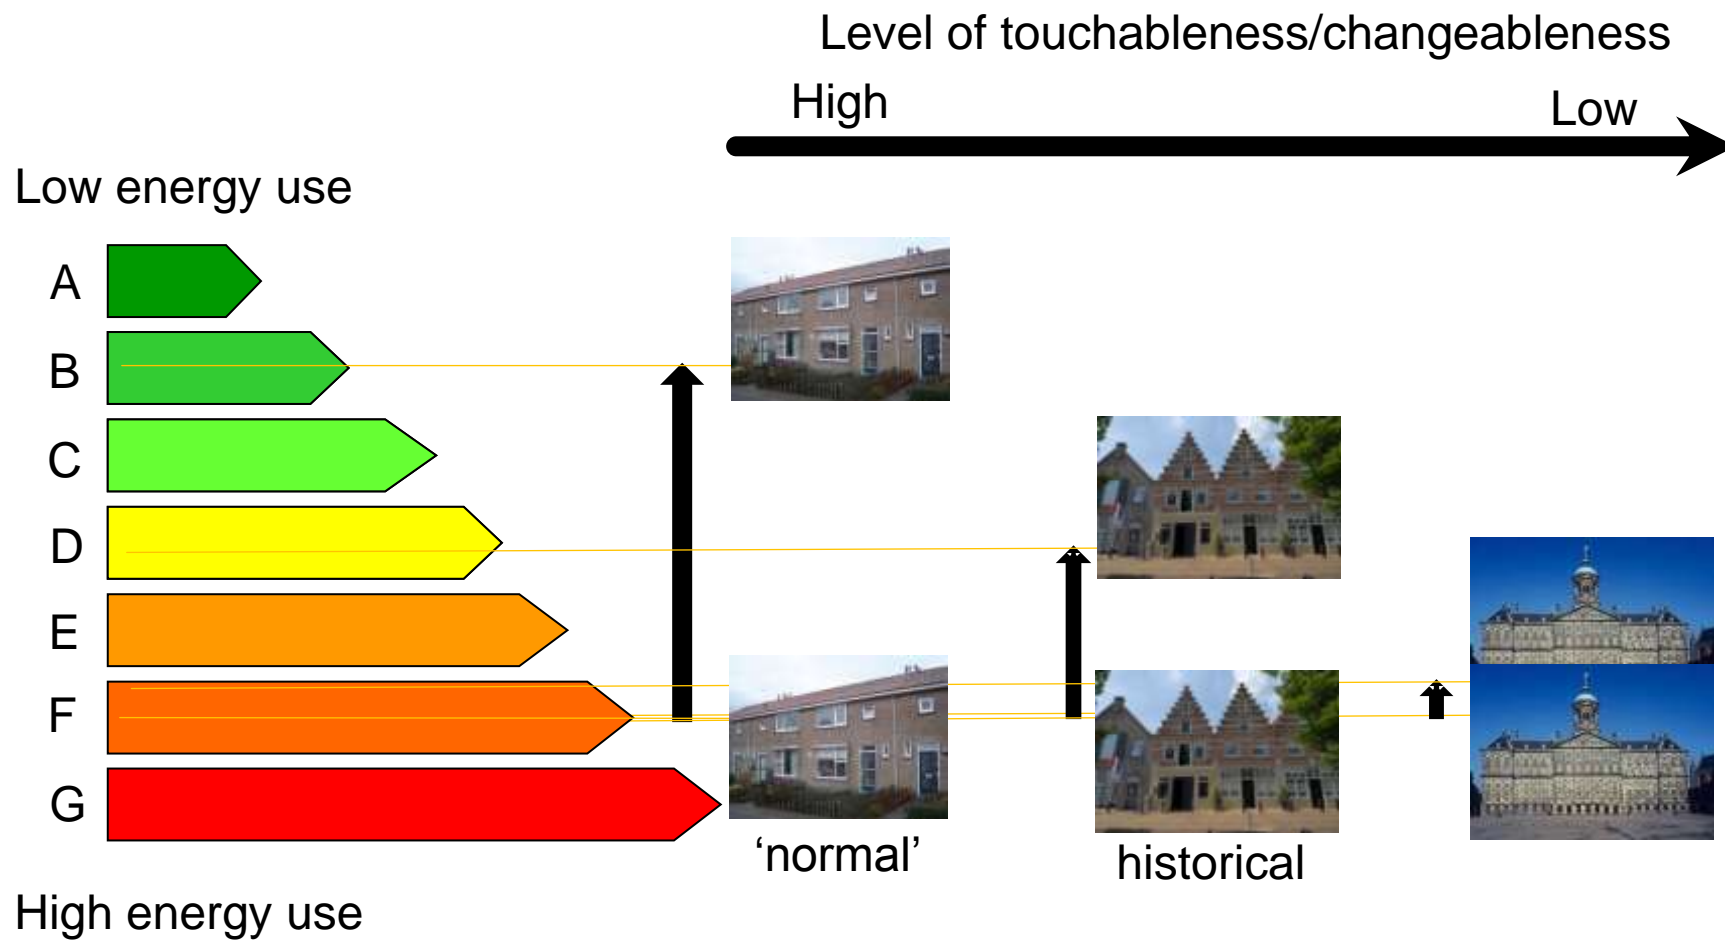 Level of touchableness/changeableness
High
Low
Low energy use
A
B
C
D
E
F
G
‘normal’
historical
High energy use